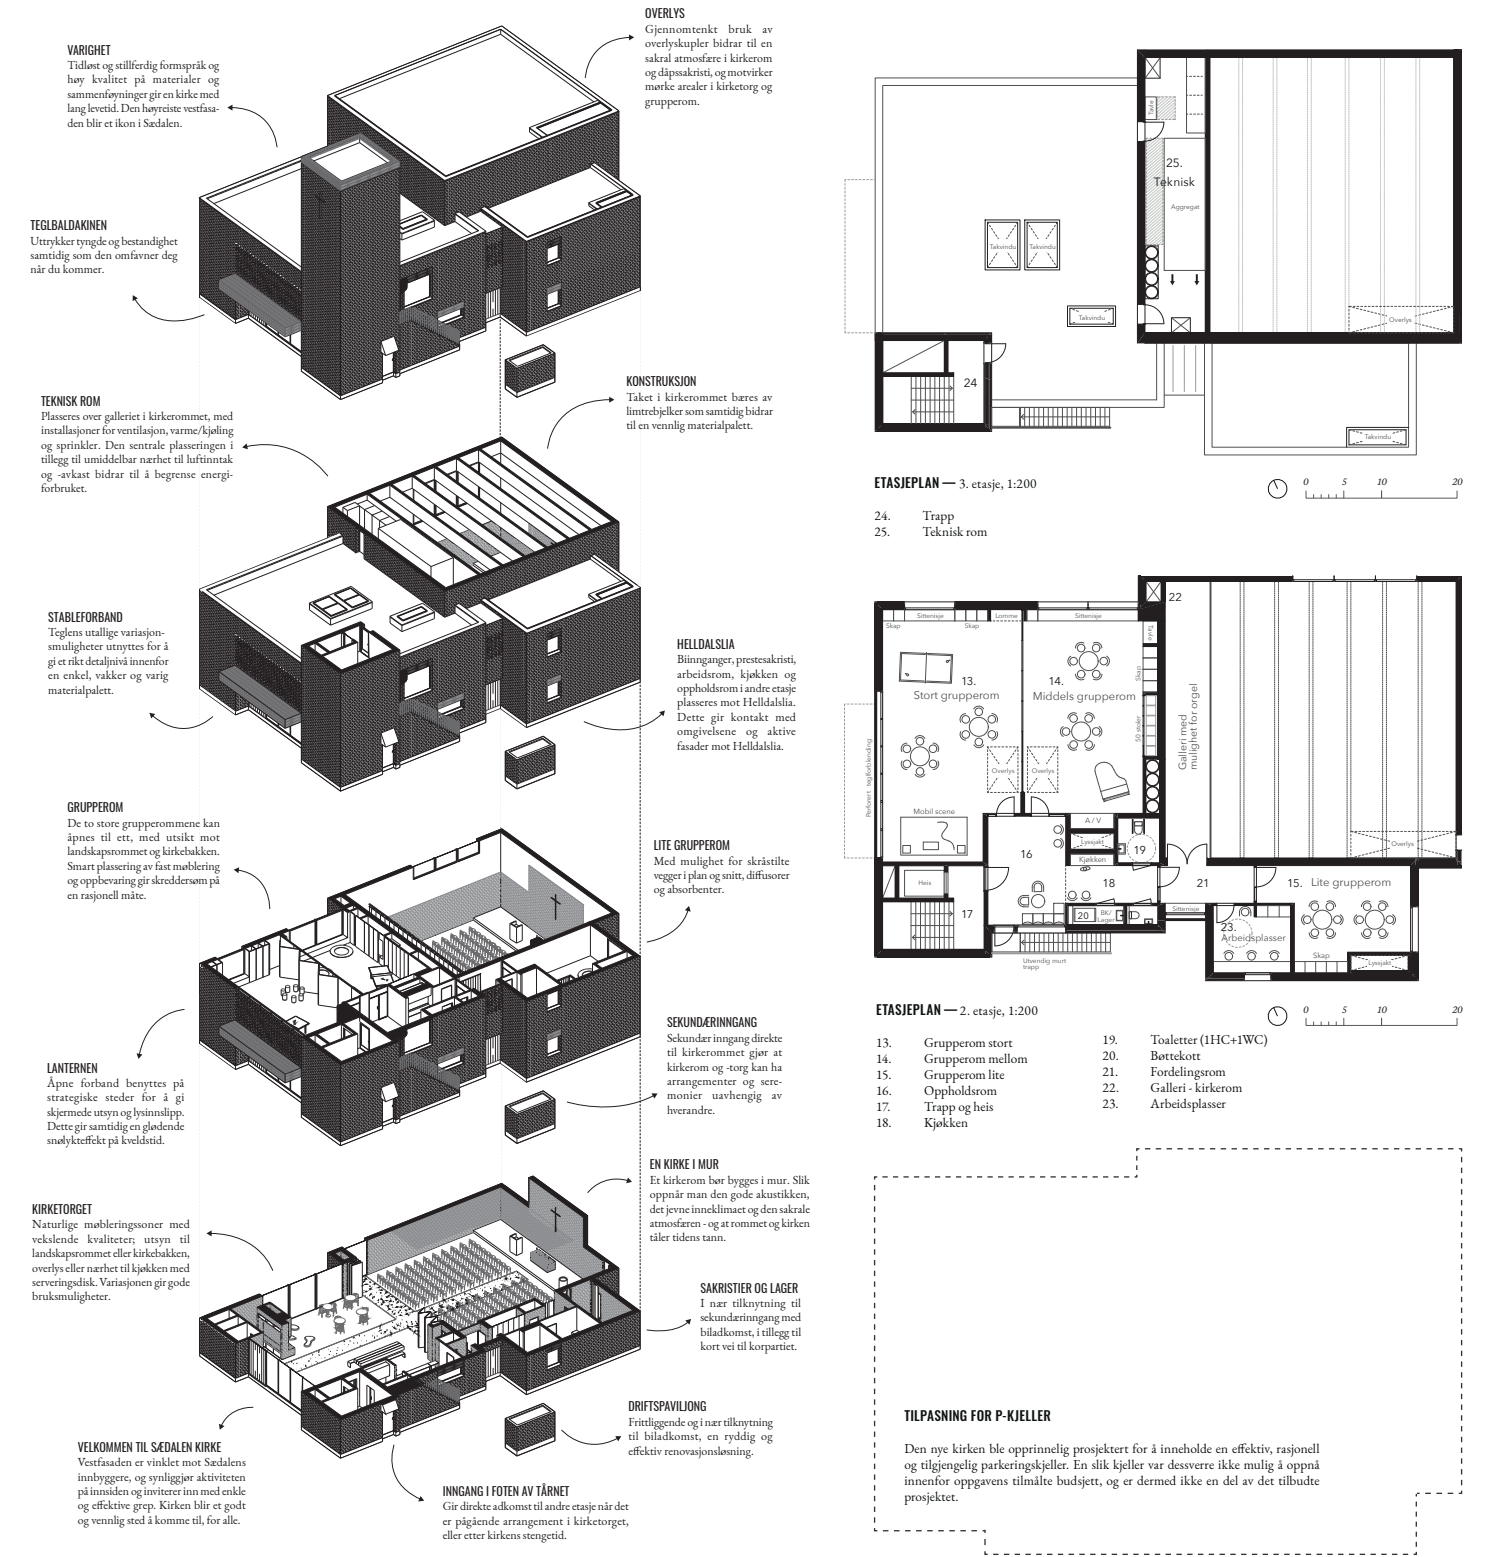 OVERLYS
Gjennomtenkt bruk av
overlyskupler bidrar til en
sakral atmosfære i kirkerom
og dåpssakristi, og motvirker
mørke arealer i kirketorg og
grupperom.
VARIGHET
Tidløst og stillferdig formspråk og
høy kvalitet på materialer og
sammenføyninger gir en kirke med
lang levetid. Den høyreiste vestfasa-
den blir et ikon i Sædalen.
TEGLBALDAKINEN
Uttrykker tyngde og bestandighet
samtidig som den omfavner deg
når du kommer.
KONSTRUKSJON
Taket i kirkerommet bæres av
limtrebjelker som samtidig bidrar
til en vennlig materialpalett.
TEKNISK ROM
Plasseres over galleriet i kirkerommet, med
installasjoner for ventilasjon, varme/kjøling
og sprinkler. Den sentrale plasseringen i
tillegg til umiddelbar nærhet til luftinntak
og -avkast bidrar til å begrense energi-
forbruket.
STABLEFORBAND
Teglens utallige variasjon-
smuligheter utnyttes for å
gi et rikt detaljnivå innenfor
en enkel, vakker og varig
materialpalett.
HELLDALSLIA
Biinnganger, prestesakristi,
arbeidsrom, kjøkken og
oppholdsrom i andre etasje
plasseres mot Helldalslia.
Dette gir kontakt med
omgivelsene og aktive
fasader mot Helldalslia.
GRUPPEROM
De to store grupperommene kan
åpnes til ett, med utsikt mot
landskapsrommet og kirkebakken.
Smart plassering av fast møblering
og oppbevaring gir skreddersøm på
en rasjonell måte.
LITE GRUPPEROM
Med mulighet for skråstilte
vegger i plan og snitt, diffusorer
og absorbenter.
SEKUNDÆRINNGANG
Sekundær inngang direkte
til kirkerommet gjør at
kirkerom og -torg kan ha
arrangementer og sere-
monier uavhengig av
hverandre.
LANTERNEN
Åpne forband benyttes på
strategiske steder for å gi
skjermede utsyn og lysinnslipp.
Dette gir samtidig en glødende
snølykteffekt på kveldstid.
EN KIRKE I MUR
Et kirkerom bør bygges i mur. Slik
oppnår man den gode akustikken,
det jevne inneklimaet og den sakrale
atmosfæren - og at rommet og kirken
tåler tidens tann.
KIRKETORGET
Naturlige møbleringssoner med
vekslende kvaliteter; utsyn til
landskapsrommet eller kirkebakken,
overlys eller nærhet til kjøkken med
serveringsdisk. Variasjonen gir gode
bruksmuligheter.
SAKRISTIER OG LAGER
I nær tilknytning til
sekundærinngang med
biladkomst, i tillegg til
kort vei til korpartiet.
DRIFTSPAVILJONG
Frittliggende og i nær tilknytning
til biladkomst, en ryddig og
effektiv renovasjonsløsning.
VELKOMMEN TIL SÆDALEN KIRKE
Vestfasaden er vinklet mot Sædalens
innbyggere, og synliggjør aktiviteten
på innsiden og inviterer inn med enkle
og effektive grep. Kirken blir et godt
og vennlig sted å komme til, for alle.
INNGANG I FOTEN AV TÅRNET
Gir direkte adkomst til andre etasje når det
er pågående arrangement i kirketorget,
eller etter kirkens stengetid.
Tavle
25.
Teknisk
Aggregat
Takvindu
Takvindu
Takvindu
Overlys
24
Takvindu
ETASJEPLAN — 3. etasje, 1:200
0 5 10 20
24. Trapp
25. Teknisk rom
22
Skap
Sittenisje
Skap
Lomme
Sittenisje
Tavle
Skap
50 stoler
13.
Stort grupperom
14.
Middels grupperom
Galleri med
mulighet for orgel
Perforert teglforblending
Overlys
Overlys
Mobil scene
A / V
Lyssjakt
Kjøkken
19
16
Overlys
Heis
17
18
21
15. Lite grupperom
20
BK/
Lager
Sittenisje
23.
Arbeidsplasser
Skap
Lyssjakt
Utvendig murt
trapp
ETASJEPLAN — 2. etasje, 1:200
0 5 10 20
13. Grupperom stort
14. Grupperom mellom
15. Grupperom lite
16. Oppholdsrom
17. Trapp og heis
18. Kjøkken
19. Toaletter (1HC+1WC)
20. Bøttekott
21. Fordelingsrom
22. Galleri - kirkerom
23. Arbeidsplasser
TILPASNING FOR P-KJELLER
Den nye kirken ble opprinnelig prosjektert for å inneholde en effektiv, rasjonell
og tilgjengelig parkeringskjeller. En slik kjeller var dessverre ikke mulig å oppnå
innenfor oppgavens tilmålte budsjett, og er dermed ikke en del av det tilbudte
prosjektet.